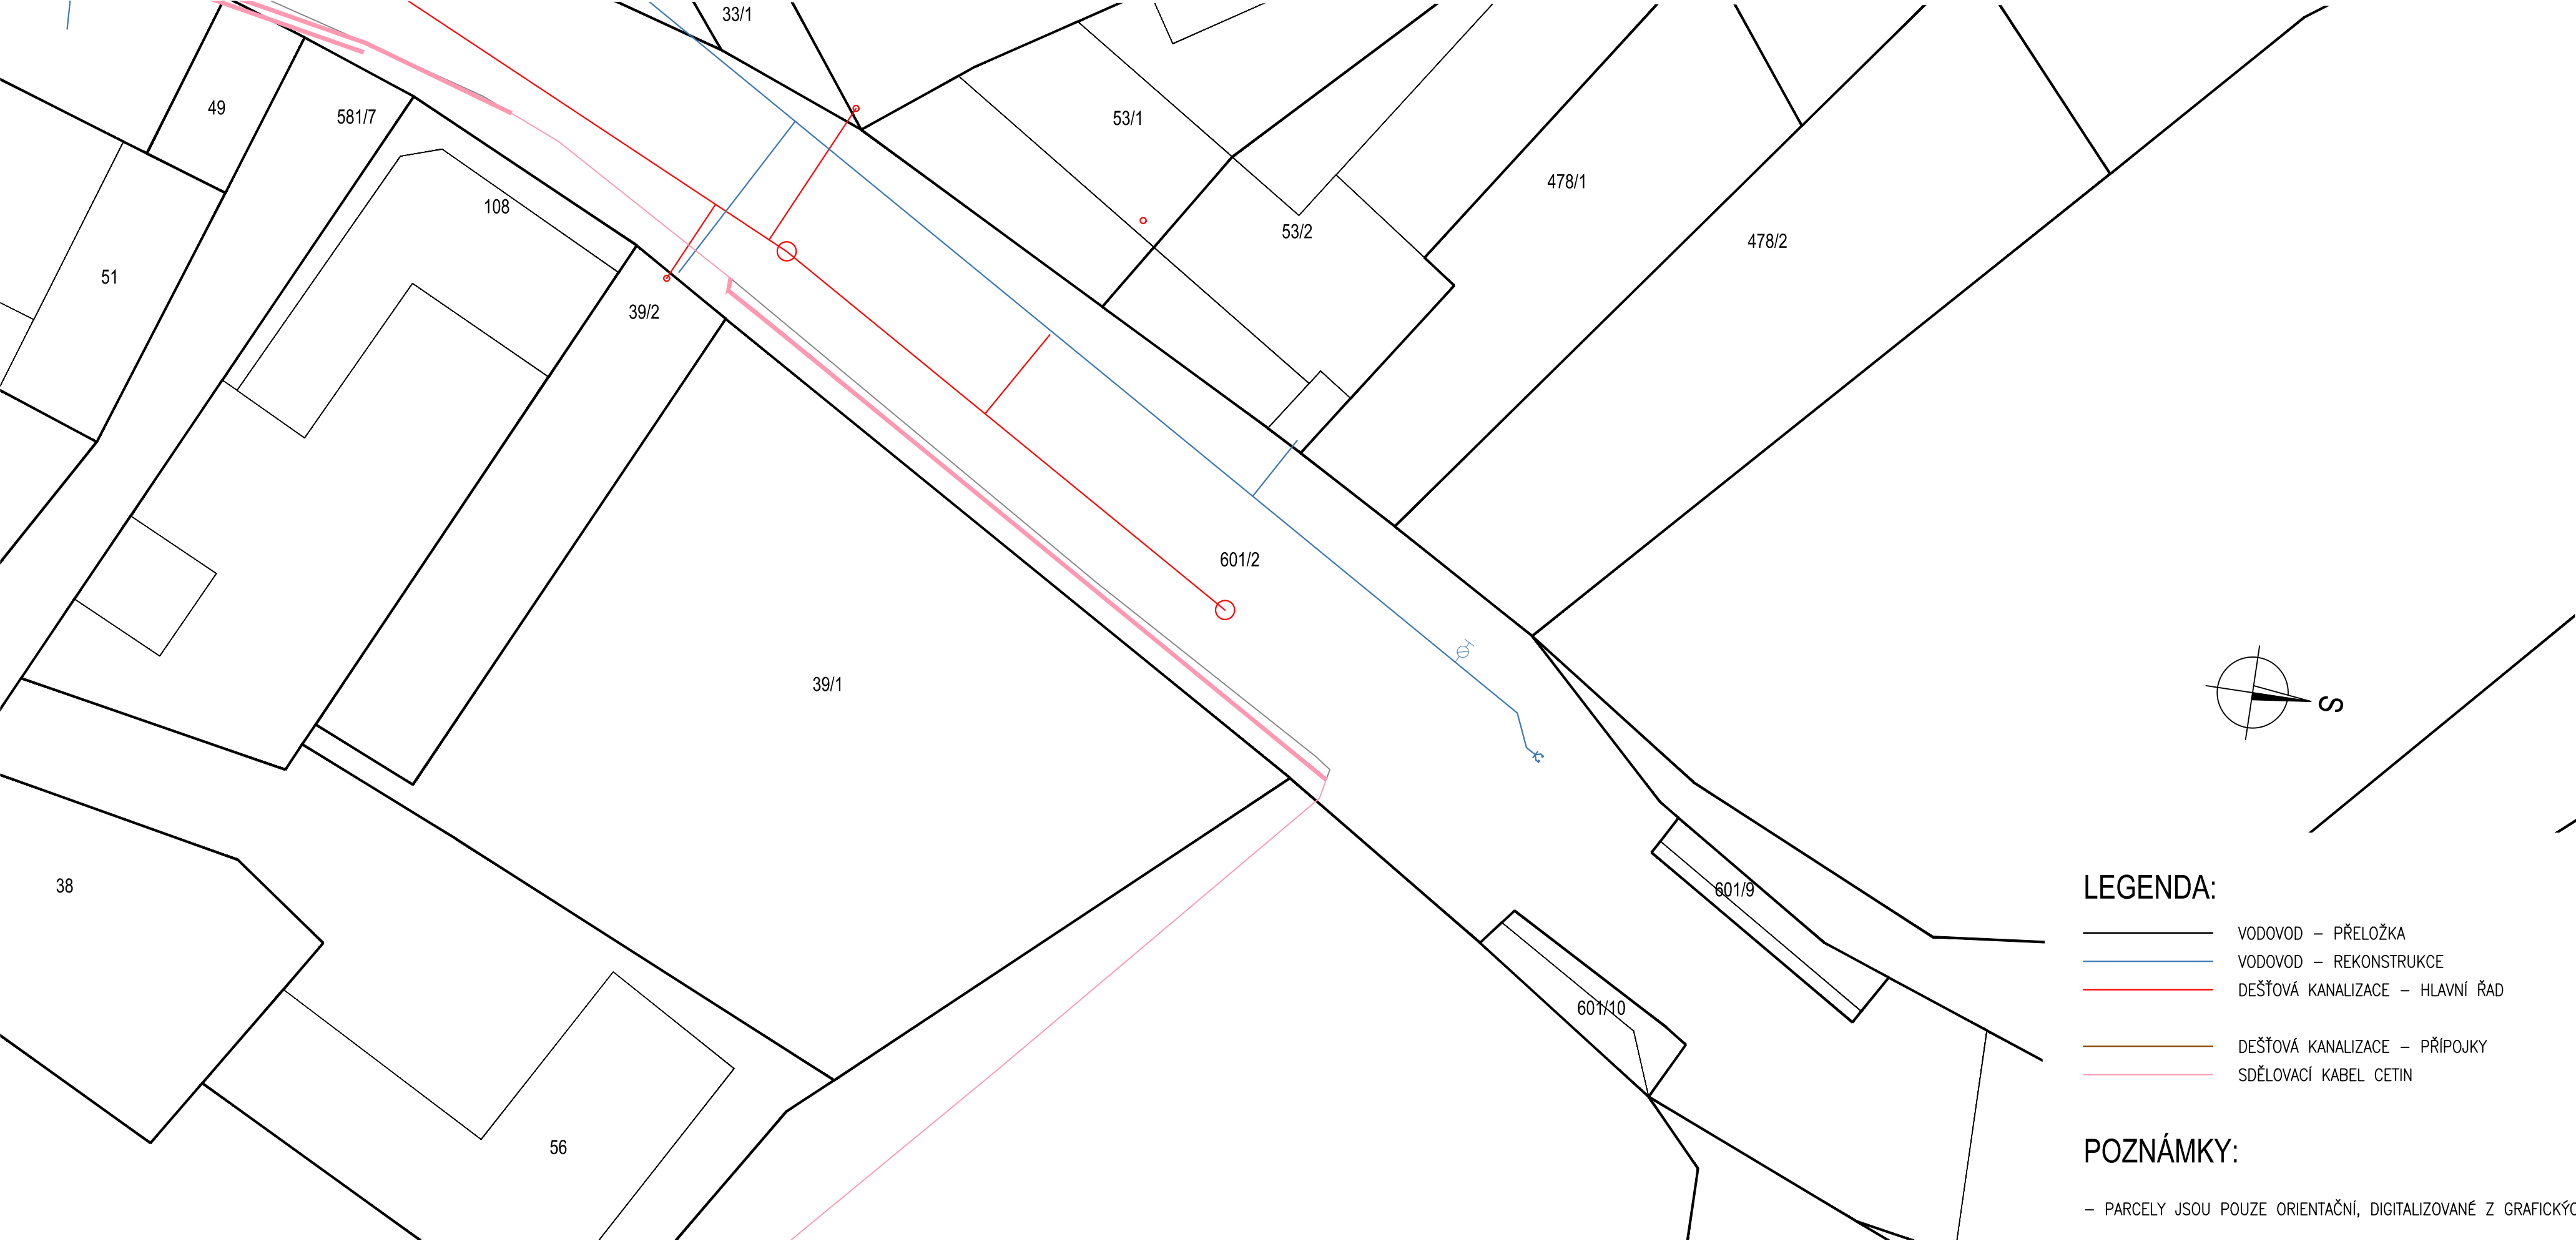 33/1
49
581/7
53/1
108
478/1
53/2
478/2
51
39/2
601/2
39/1
S
38
601/9
601/10
56
LEGENDA:
VODOVOD – PŘELOŽKA
VODOVOD – REKONSTRUKCE
DEŠŤOVÁ KANALIZACE – HLAVNÍ ŘAD
DEŠŤOVÁ KANALIZACE – PŘÍPOJKY
SDĚLOVACÍ KABEL CETIN
POZNÁMKY:
– PARCELY JSOU POUZE ORIENTAČNÍ, DIGITALIZOVANÉ Z